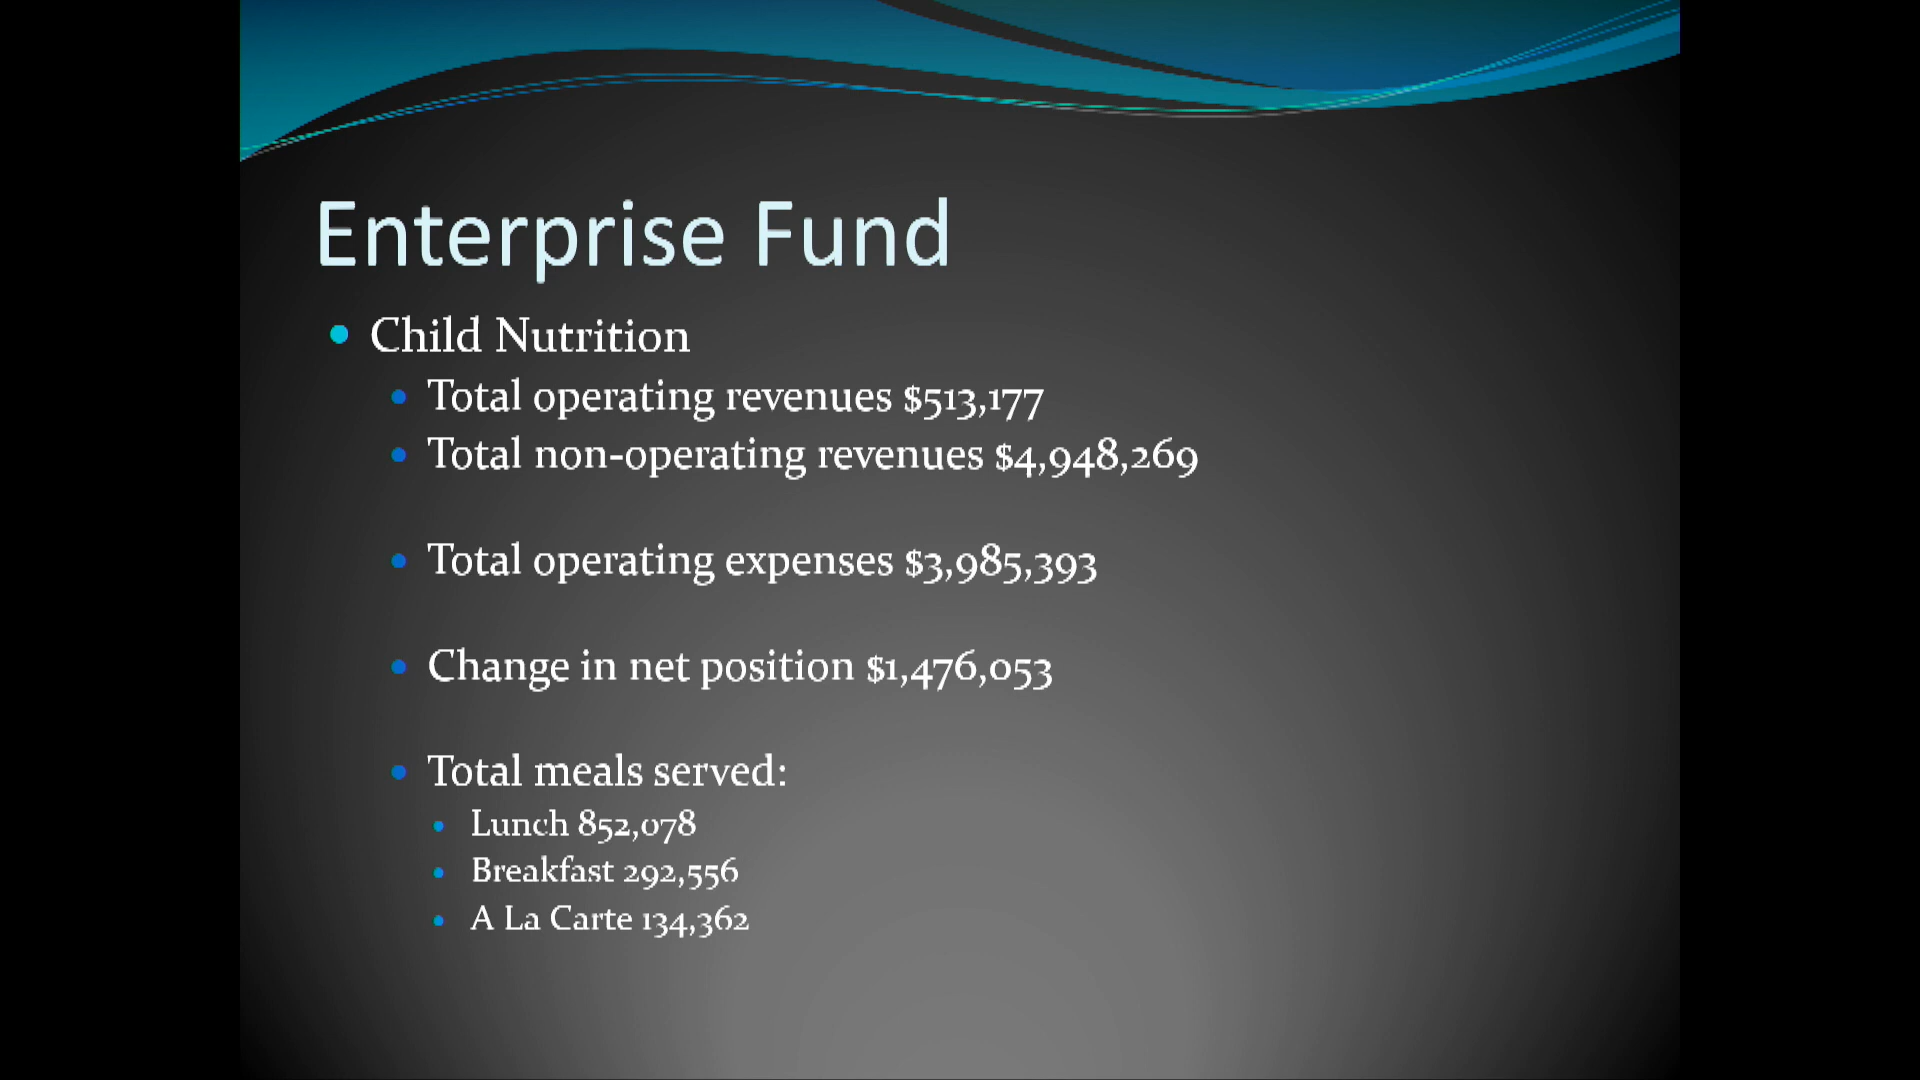 Enterprise Fund
Child Nutrition
Total operating revenues $513,177
Total non-operating revenues $4,948,269
Total operating expenses $3,985,393
Change in net position $1,476,053
Total meals served:
Lunch 852,078
Breakfast 292,556
A La Carte 134,362